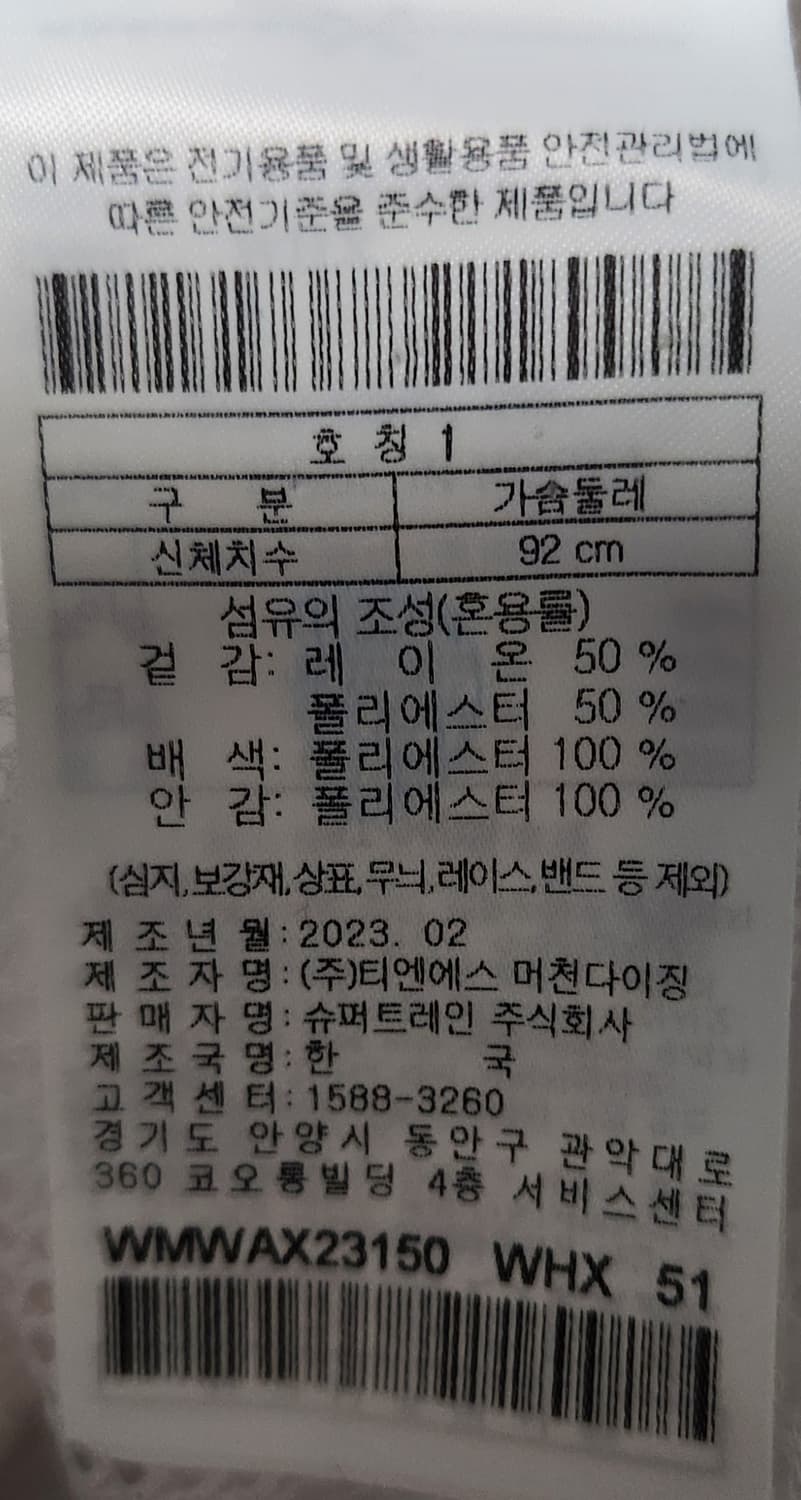 이 제품은 전기용품 및 생활용품 안전관리법에
따른 안전기준을 준수한 제품입니다
호 칭 1
구 분 가슴둘레
신체치수 92 cm
섬유의 조성(혼용률)
겉 감: 레 이 온 50 %
폴리에스터 50 %
배 색: 폴리에스터 100 %
안 감: 폴리에스터 100 %
(심지,보강재,상표,무늬,레이스,밴드 등 제외)
제 조 년 월 : 2023. 02
제 조 자 명 : (주)티엔에스 머천다이징
판 매 자 명 : 슈퍼트레인 주식회사
제 조 국 명 : 한 국
고 객 센 터 : 1588-3260
경기도 안양시 동안구 관악대로
360 코오롱빌딩 4층 서비스센터
WMWAX23150 WHX 51